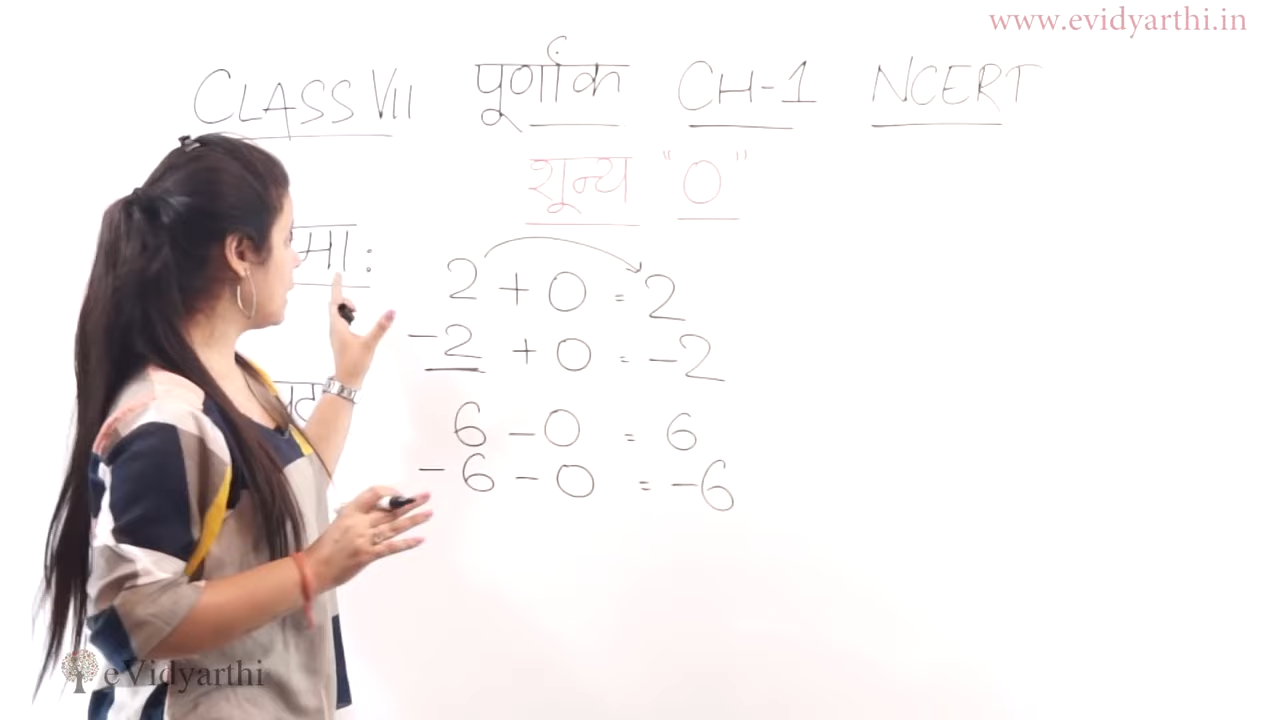 www.evidyarthi.in
CLASS VII पूर्णांक CH-1 NCERT
शून्य "0"
मा:
2 + 0 = 2
-2 + 0 = -2
6 - 0 = 6
-6 - 0 = -6
eVidyarthi